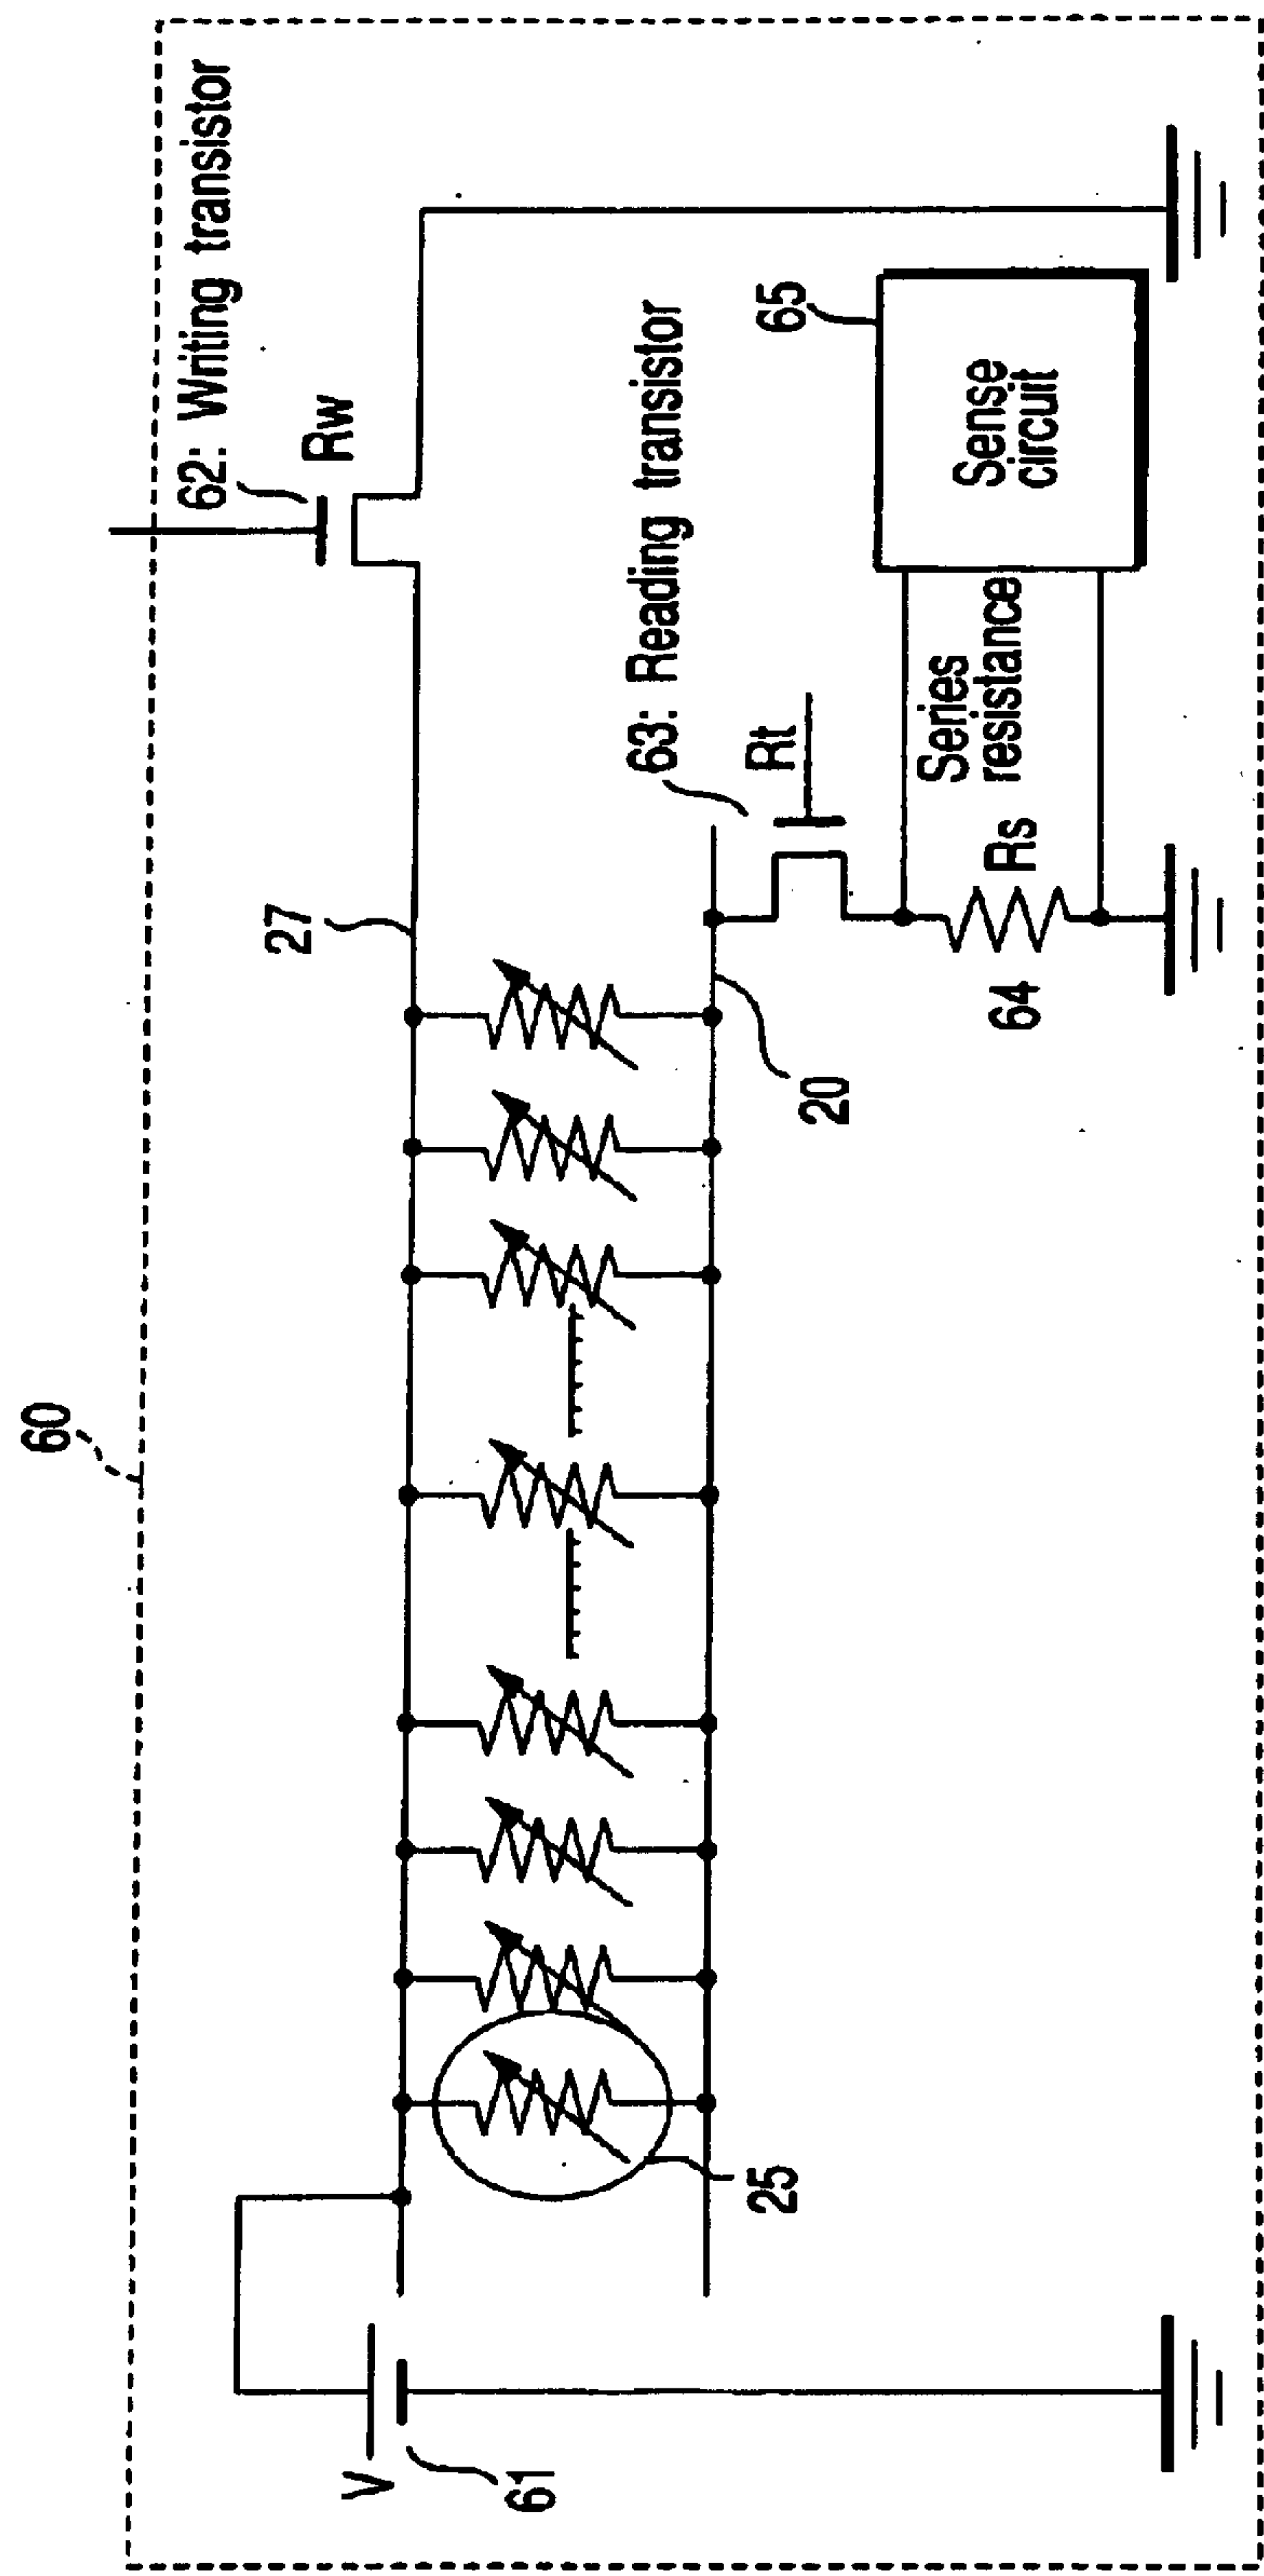 60
62: Writing transistor
Rw
27
63: Reading transistor
Rt
20
65
Sense
circuit
Series
resistance
Rs
64
25
V
61